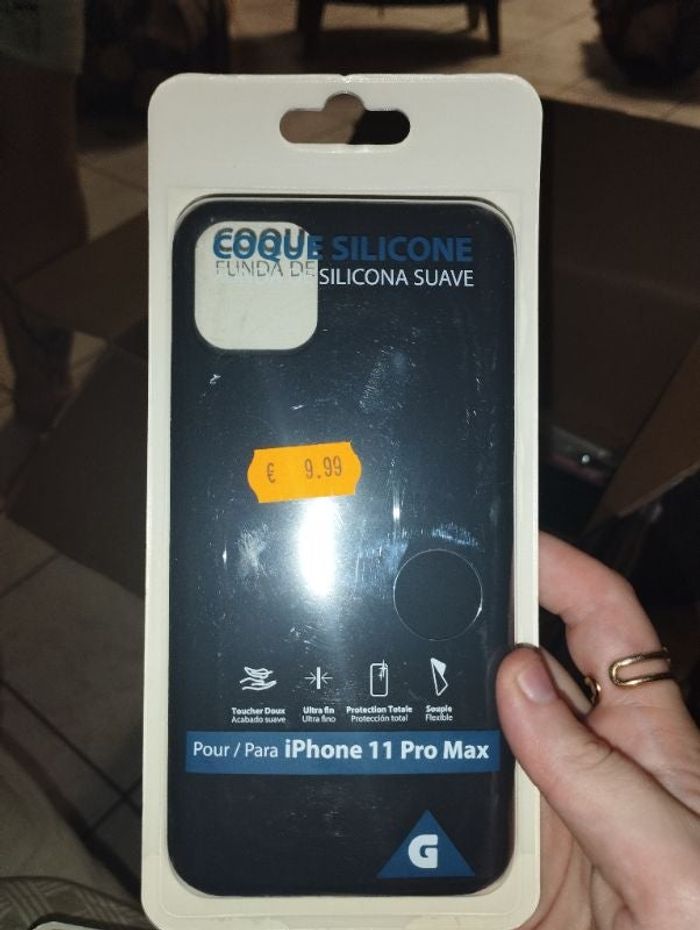 COQUE SILICONE
FUNDA DE SILICONA SUAVE
€ 9.99
Toucher Doux
Acabado suave
Ultra fin
Ultra fino
Protection Totale
Protección total
Souple
Flexible
Pour / Para iPhone 11 Pro Max
G